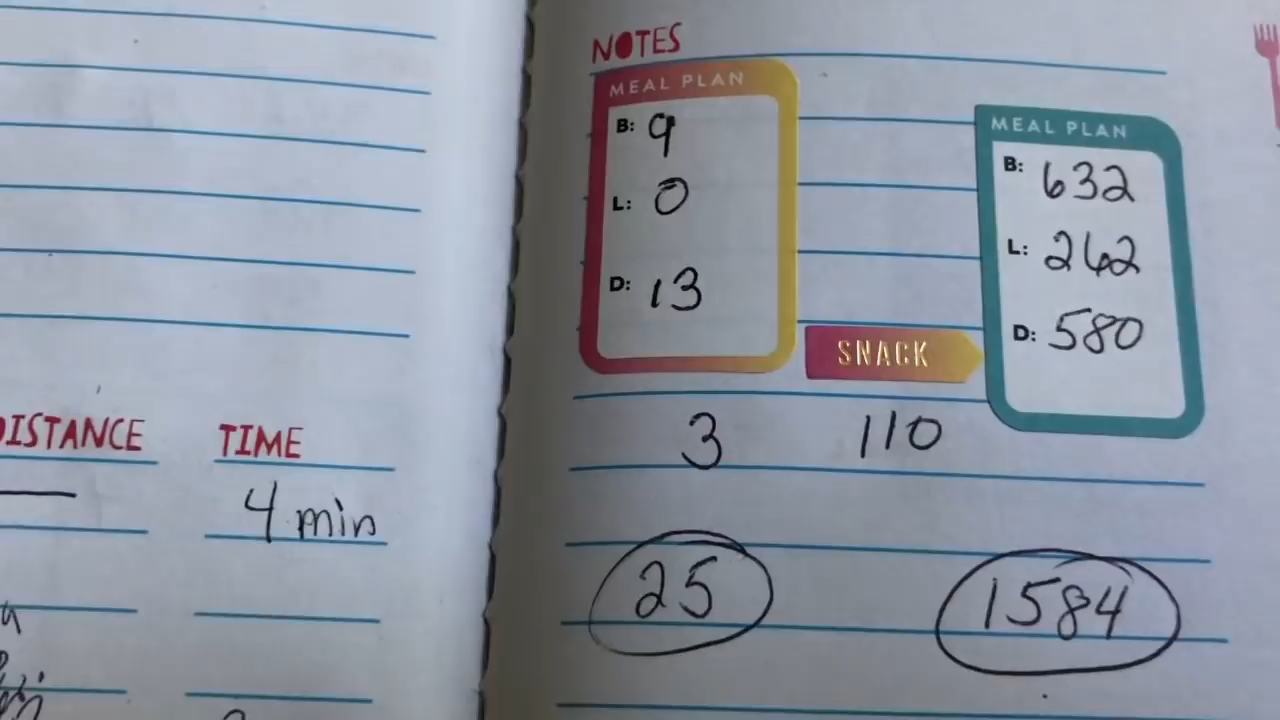 DISTANCE TIME
4 min
NOTES
MEAL PLAN
B: 9
L: 0
D: 13
MEAL PLAN
B: 632
L: 262
D: 580
SNACK
3 110
25 1584